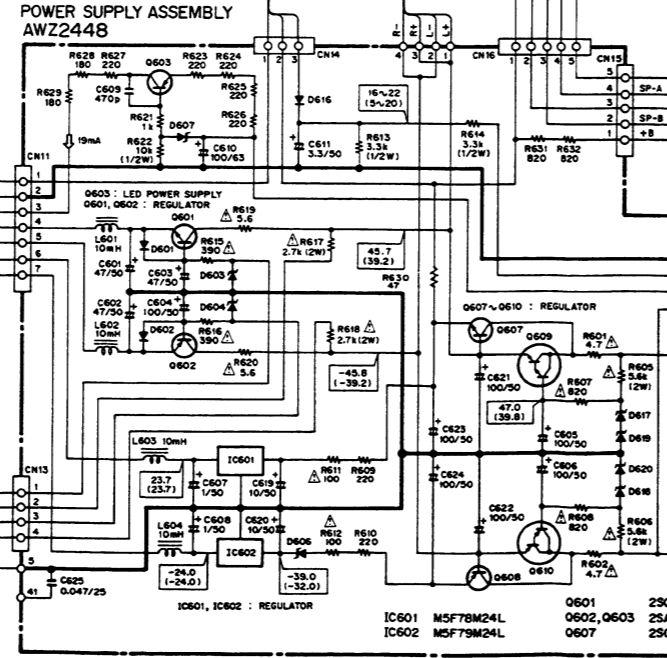 POWER SUPPLY ASSEMBLY
AWZ2448
R- R+ L- L+
4 3 2 1
1 2 3 CN14
CN16 1 2 3 4 5
CN15
5
4 SP-A
3
2 SP-B
1 +B
R628 180
R627 220
Q603
R623 220
R624 220
R629 180
C609 470p
R625 220
R621 1k
D607
R626 220
R622 10k (1/2W)
C610 100/63
19mA
D616
C611 3.3/50
16~22 (5~20)
R613 3.3k (1/2W)
R614 3.3k (1/2W)
R631 820
R632 820
CN11
1
2
3
4
5
6
7
Q603 : LED POWER SUPPLY
Q601, Q602 : REGULATOR
Q601
R619 5.6
L601 10mH
D601
R615 390
R617 2.7k (2W)
45.7 (39.2)
C601 47/50
C603 47/50
D603
R630 47
C602 47/50
C604 100/50
D604
L602 10mH
D602
R616 390
R618 2.7k(2W)
Q602
R620 5.6
-45.8 (-39.2)
Q607~Q610 : REGULATOR
Q607
Q609
R601 4.7
C621 100/50
R607 820
R605 5.6k (2W)
47.0 (39.8)
D617
C623 100/50
C605 100/50
D619
C624 100/50
C606 100/50
D620
D618
C622 100/50
R608 820
R606 5.6k (2W)
Q608
Q610
R602 4.7
CN13
1
2
3
4
5
41
L603 10mH
23.7 (23.7)
IC601
C607 1/50
C619 10/50
R611 100
R609 220
L604 10mH
C608 1/50
C620 10/50
D606
R612 100
R610 220
IC602
-24.0 (-24.0)
-39.0 (-32.0)
C625 0.047/25
IC601, IC602 : REGULATOR
IC601 M5F78M24L
IC602 M5F79M24L
Q601 2S
Q602, Q603 2SA
Q607 2S